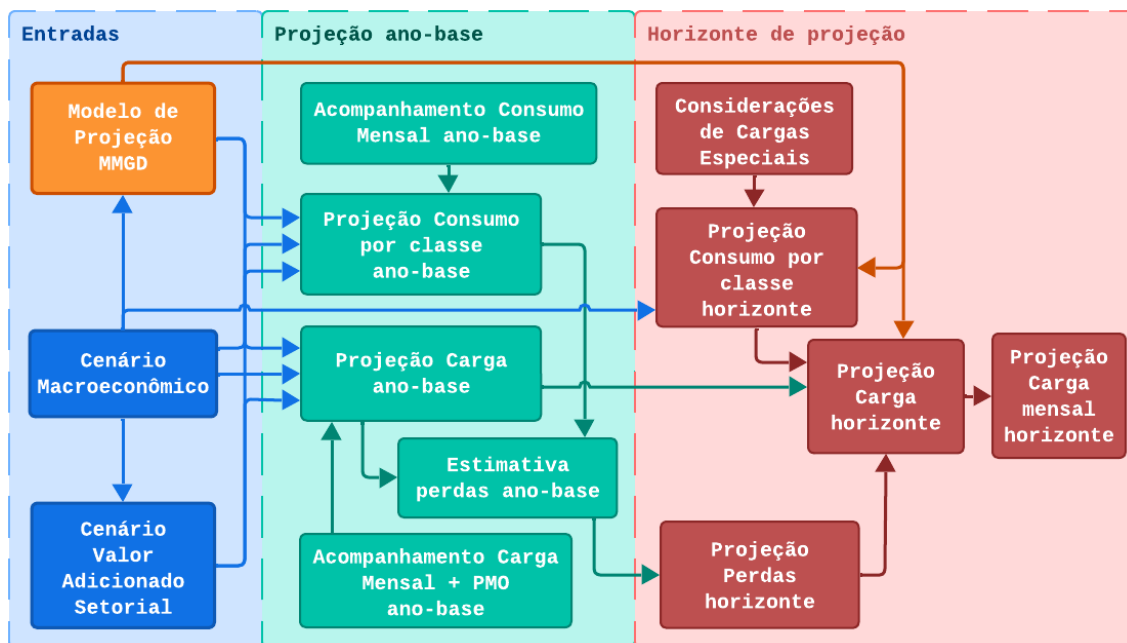 Entradas
Modelo de
Projeção
MMGD
Cenário
Macroeconômico
Cenário
Valor
Adicionado
Setorial
Projeção ano-base
Acompanhamento Consumo
Mensal ano-base
Projeção Consumo
por classe
ano-base
Projeção Carga
ano-base
Estimativa
perdas ano-base
Acompanhamento Carga
Mensal + PMO
ano-base
Horizonte de projeção
Considerações
de Cargas
Especiais
Projeção
Consumo por
classe
horizonte
Projeção
Carga
horizonte
Projeção
Carga
mensal
horizonte
Projeção
Perdas
horizonte